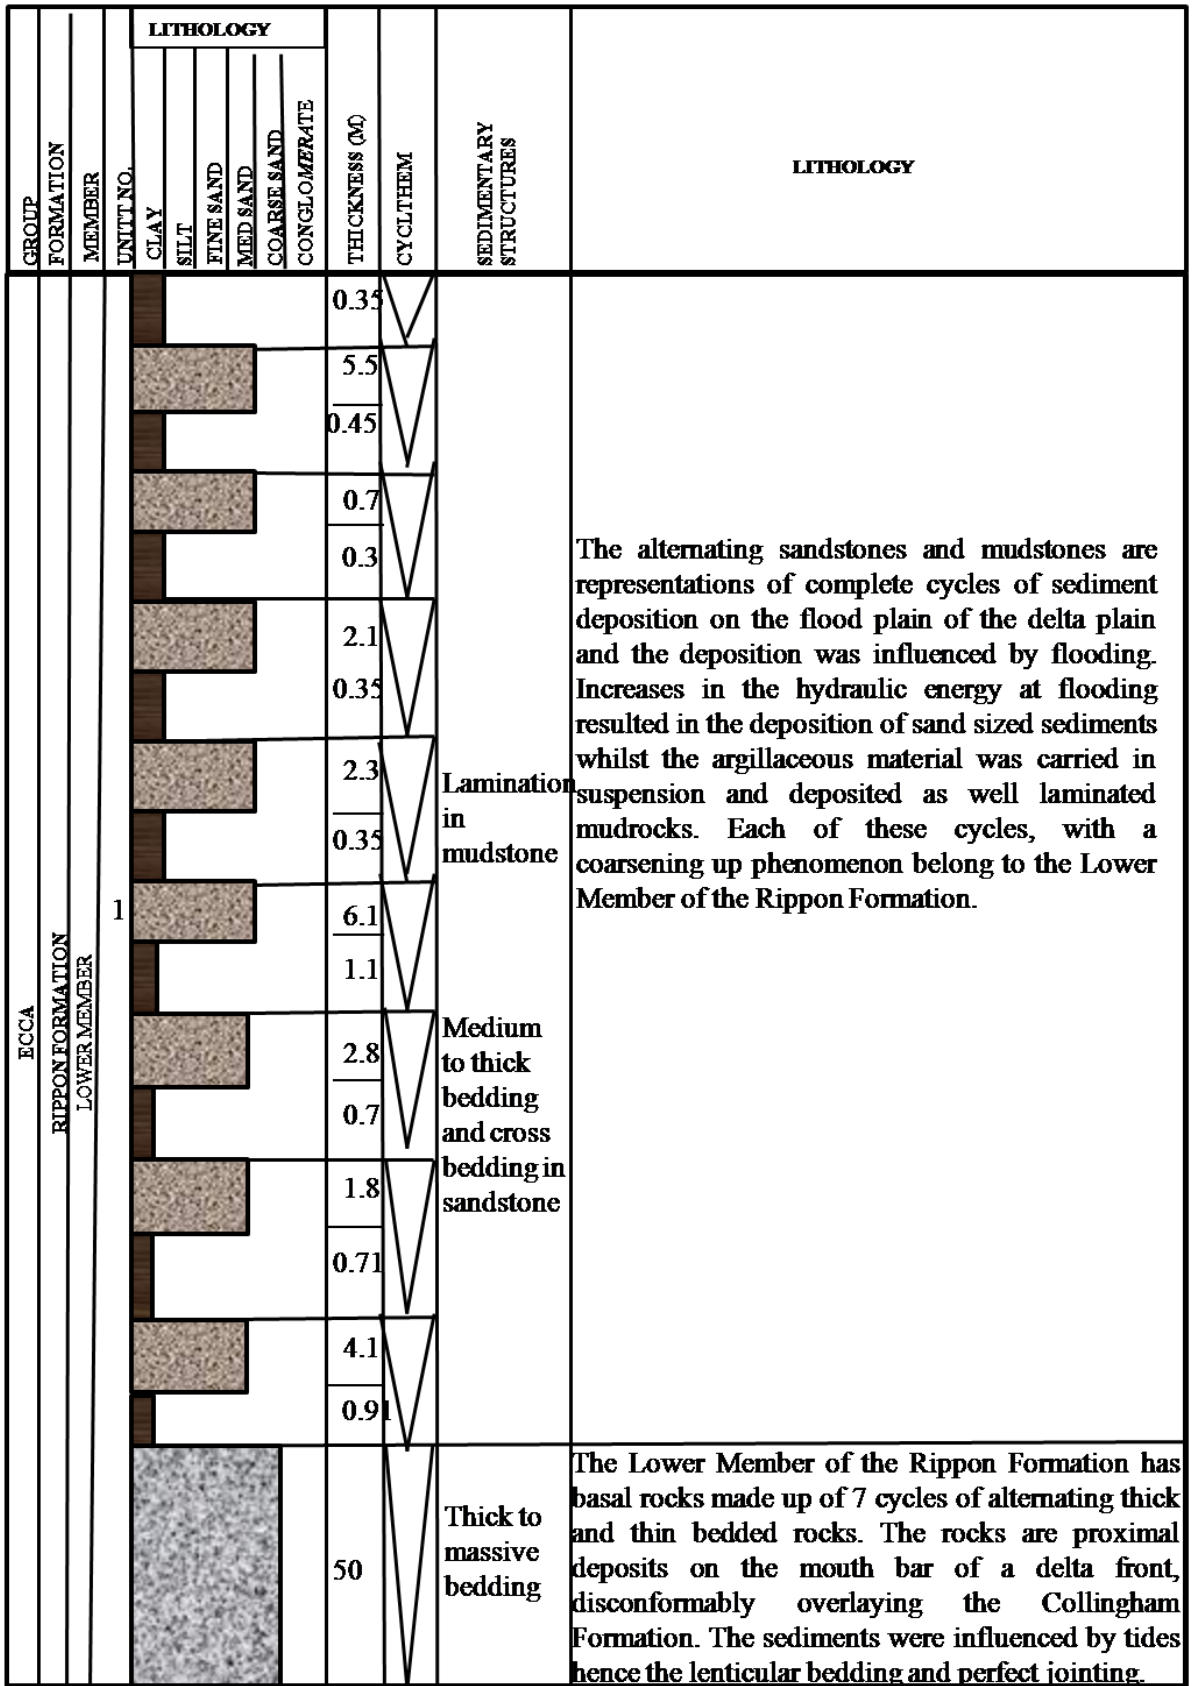 LITHOLOGY
GROUP
FORMATION
MEMBER
UNITT NO.
CLAY
SILT
FINE SAND
MED SAND
COARSE SAND
CONGLOMERATE
THICKNESS (M)
CYCLTHEM
SEDIMENTARY
STRUCTURES
LITHOLOGY
ECCA
RIPPON FORMATION
LOWER MEMBER
1
0.35
5.5
0.45
0.7
0.3
2.1
0.35
2.3
0.35
6.1
1.1
2.8
0.7
1.8
0.71
4.1
0.91
50
Lamination
in
mudstone
Medium
to thick
bedding
and cross
bedding in
sandstone
Thick to
massive
bedding
The alternating sandstones and mudstones are
representations of complete cycles of sediment
deposition on the flood plain of the delta plain
and the deposition was influenced by flooding.
Increases in the hydraulic energy at flooding
resulted in the deposition of sand sized sediments
whilst the argillaceous material was carried in
suspension and deposited as well laminated
mudrocks. Each of these cycles, with a
coarsening up phenomenon belong to the Lower
Member of the Rippon Formation.
The Lower Member of the Rippon Formation has
basal rocks made up of 7 cycles of alternating thick
and thin bedded rocks. The rocks are proximal
deposits on the mouth bar of a delta front,
disconformably overlaying the Collingham
Formation. The sediments were influenced by tides
hence the lenticular bedding and perfect jointing.